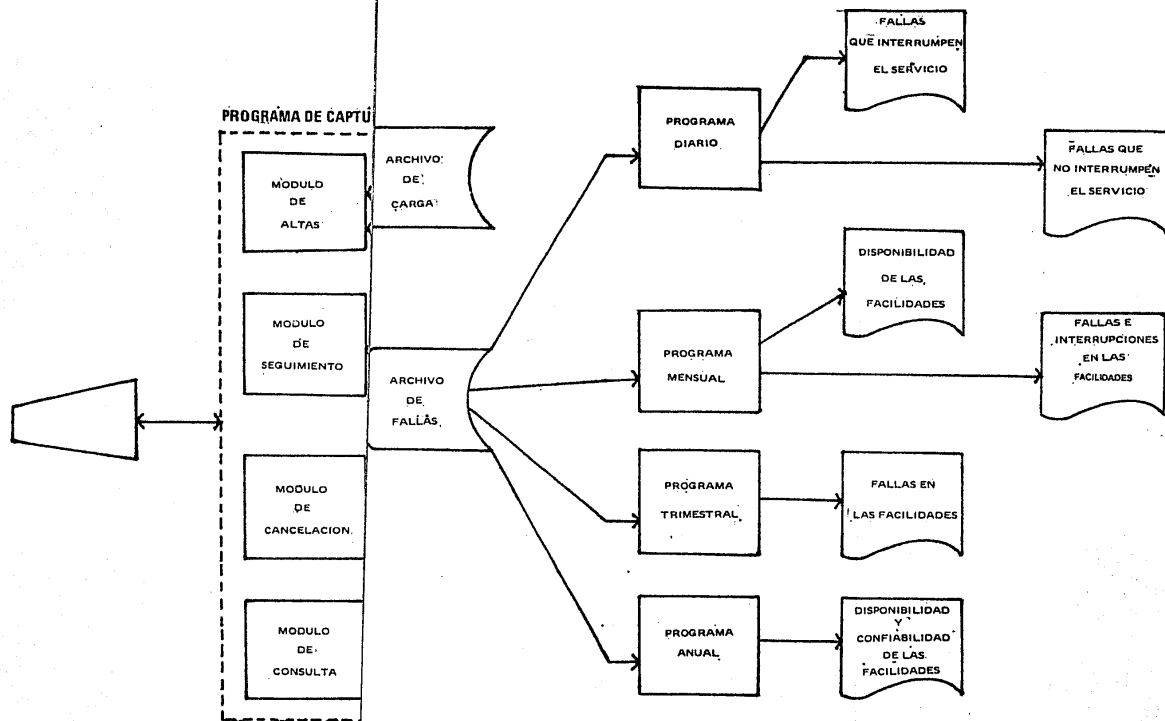 PROGRAMA DE CAPTU
MODULO
DE
ALTAS
MODULO
DE
SEGUIMIENTO
MODULO
DE
CANCELACION
MODULO
DE
CONSULTA
ARCHIVO
DE
CARGA
ARCHIVO
DE
FALLAS
PROGRAMA
DIARIO
PROGRAMA
MENSUAL
PROGRAMA
TRIMESTRAL
PROGRAMA
ANUAL
FALLAS
QUE INTERRUMPEN
EL SERVICIO
FALLAS QUE
NO INTERRUMPEN
EL SERVICIO
DISPONIBILIDAD
DE LAS
FACILIDADES
FALLAS E
INTERRUPCIONES
EN LAS
FACILIDADES
FALLAS EN
LAS FACILIDADES
DISPONIBILIDAD
Y
CONFIABILIDAD
DE LAS
FACILIDADES